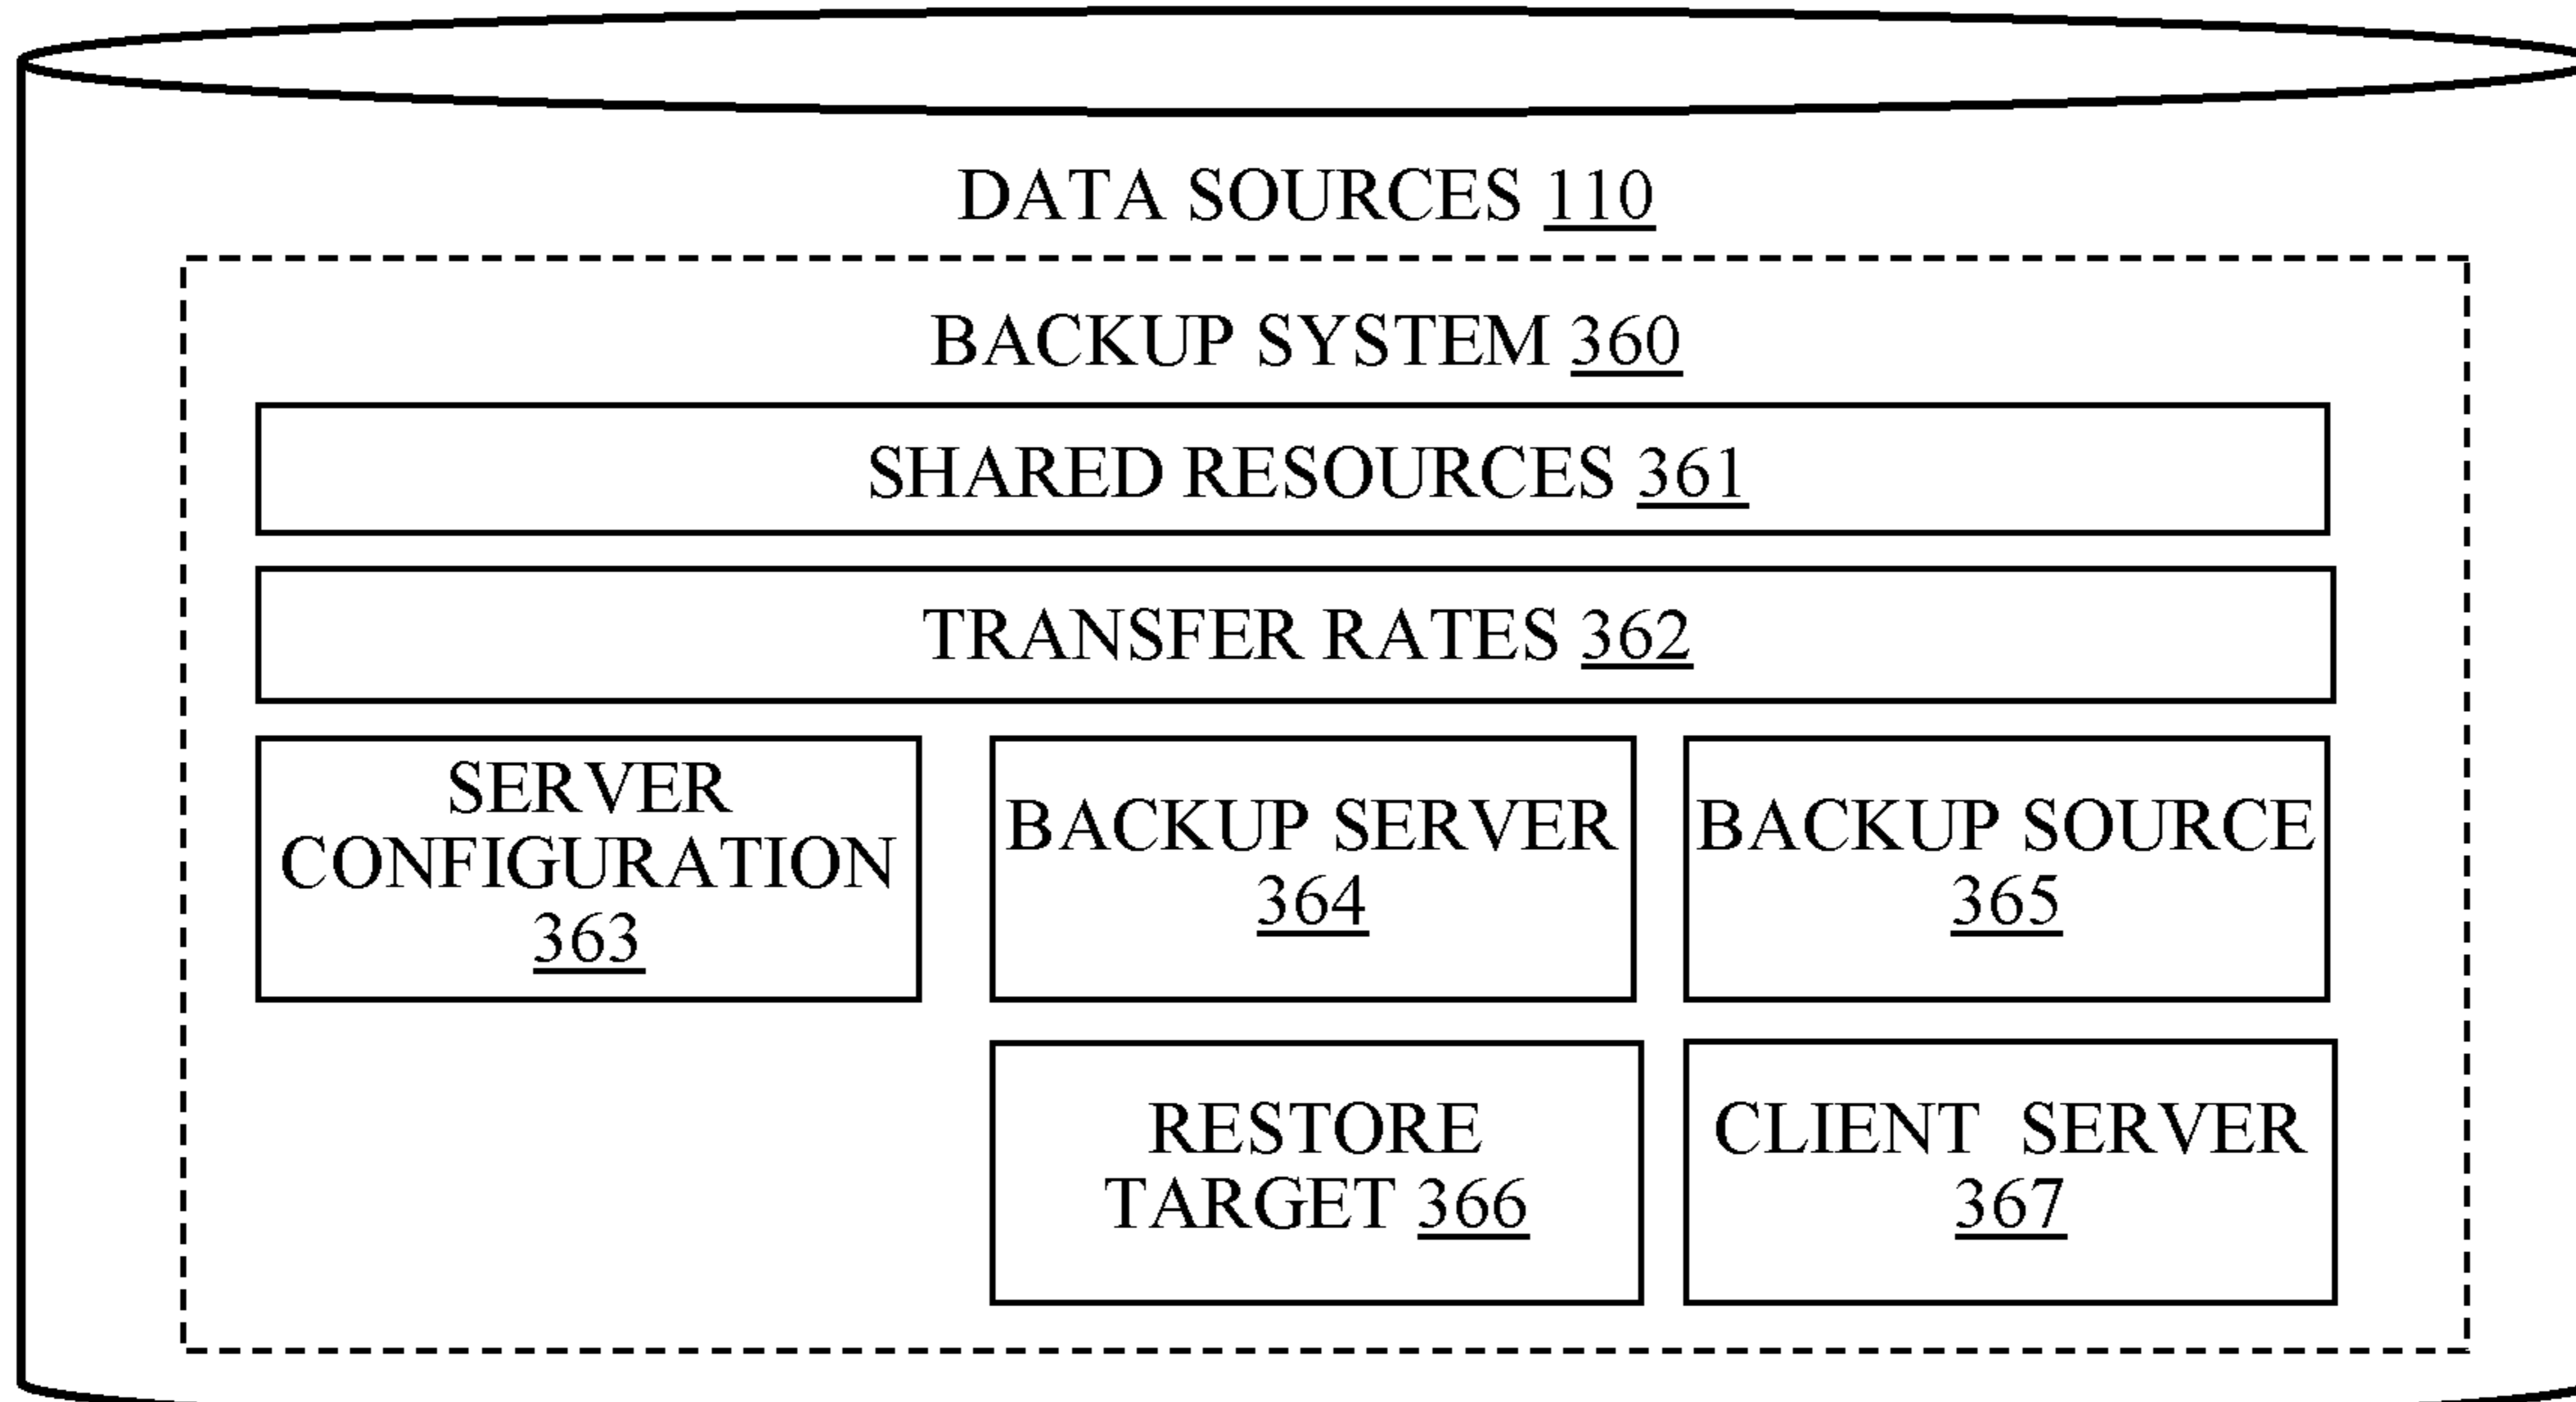 DATA SOURCES 110
BACKUP SYSTEM 360
SHARED RESOURCES 361
TRANSFER RATES 362
SERVER
CONFIGURATION
363
BACKUP SERVER
364
BACKUP SOURCE
365
RESTORE
TARGET 366
CLIENT SERVER
367